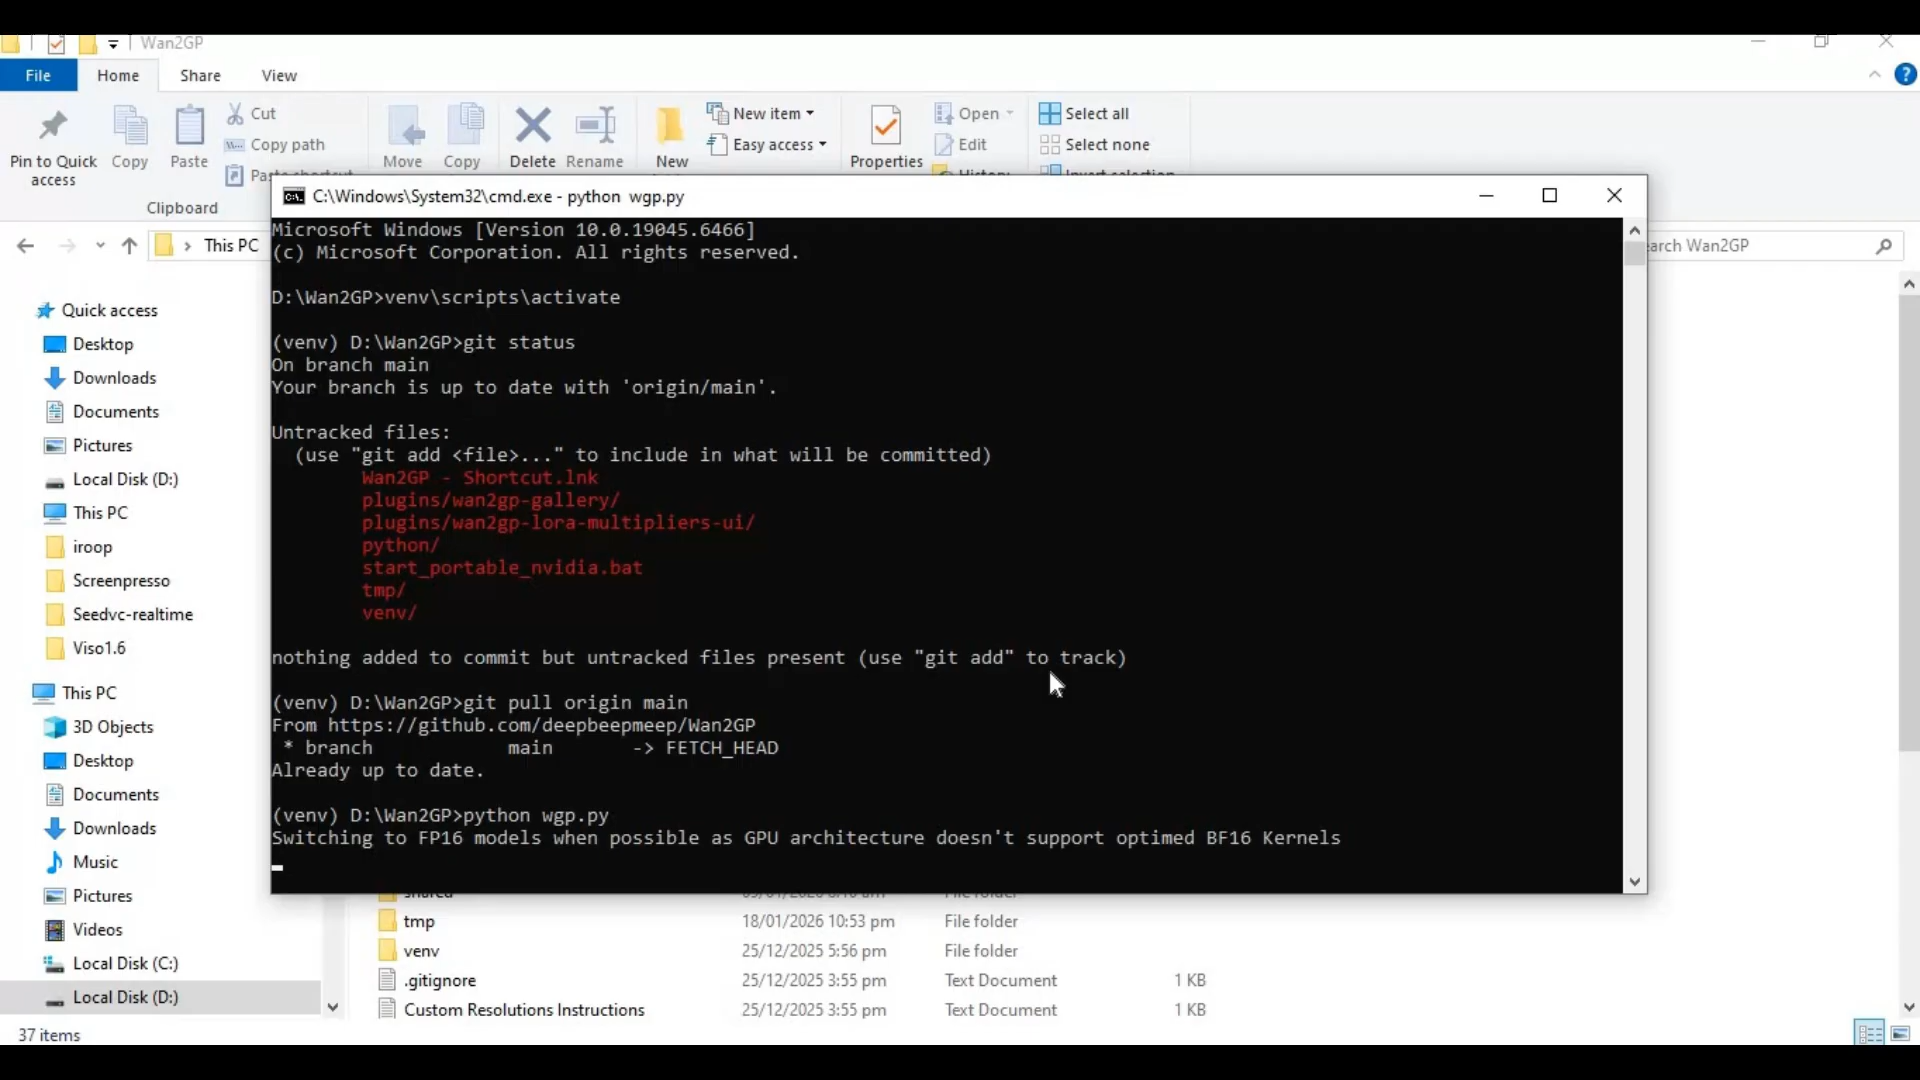 Wan2GP
File Home Share View
Pin to Quick access
Copy
Paste
Cut
Copy path
Paste shortcut
Clipboard
Move
Copy
Delete
Rename
New
New item
Easy access
Properties
Open
Edit
History
Select all
Select none
Invert selection
This PC
Search Wan2GP
C:\Windows\System32\cmd.exe - python  wgp.py
Microsoft Windows [Version 10.0.19045.6466]
(c) Microsoft Corporation. All rights reserved.
D:\Wan2GP>venv\scripts\activate
(venv) D:\Wan2GP>git status
On branch main
Your branch is up to date with 'origin/main'.
Untracked files:
(use "git add <file>..." to include in what will be committed)
Wan2GP - Shortcut.lnk
plugins/wan2gp-gallery/
plugins/wan2gp-lora-multipliers-ui/
python/
start_portable_nvidia.bat
tmp/
venv/
nothing added to commit but untracked files present (use "git add" to track)
(venv) D:\Wan2GP>git pull origin main
From https://github.com/deepbeepmeep/Wan2GP
* branch            main       -> FETCH_HEAD
Already up to date.
(venv) D:\Wan2GP>python wgp.py
Switching to FP16 models when possible as GPU architecture doesn't support optimed BF16 Kernels
Quick access
Desktop
Downloads
Documents
Pictures
Local Disk (D:)
This PC
iroop
Screenpresso
Seedvc-realtime
Viso1.6
This PC
3D Objects
Desktop
Documents
Downloads
Music
Pictures
Videos
Local Disk (C:)
Local Disk (D:)
tmp 18/01/2026 10:53 pm File folder
venv 25/12/2025 5:56 pm File folder
.gitignore 25/12/2025 3:55 pm Text Document 1 KB
Custom Resolutions Instructions 25/12/2025 3:55 pm Text Document 1 KB
37 items